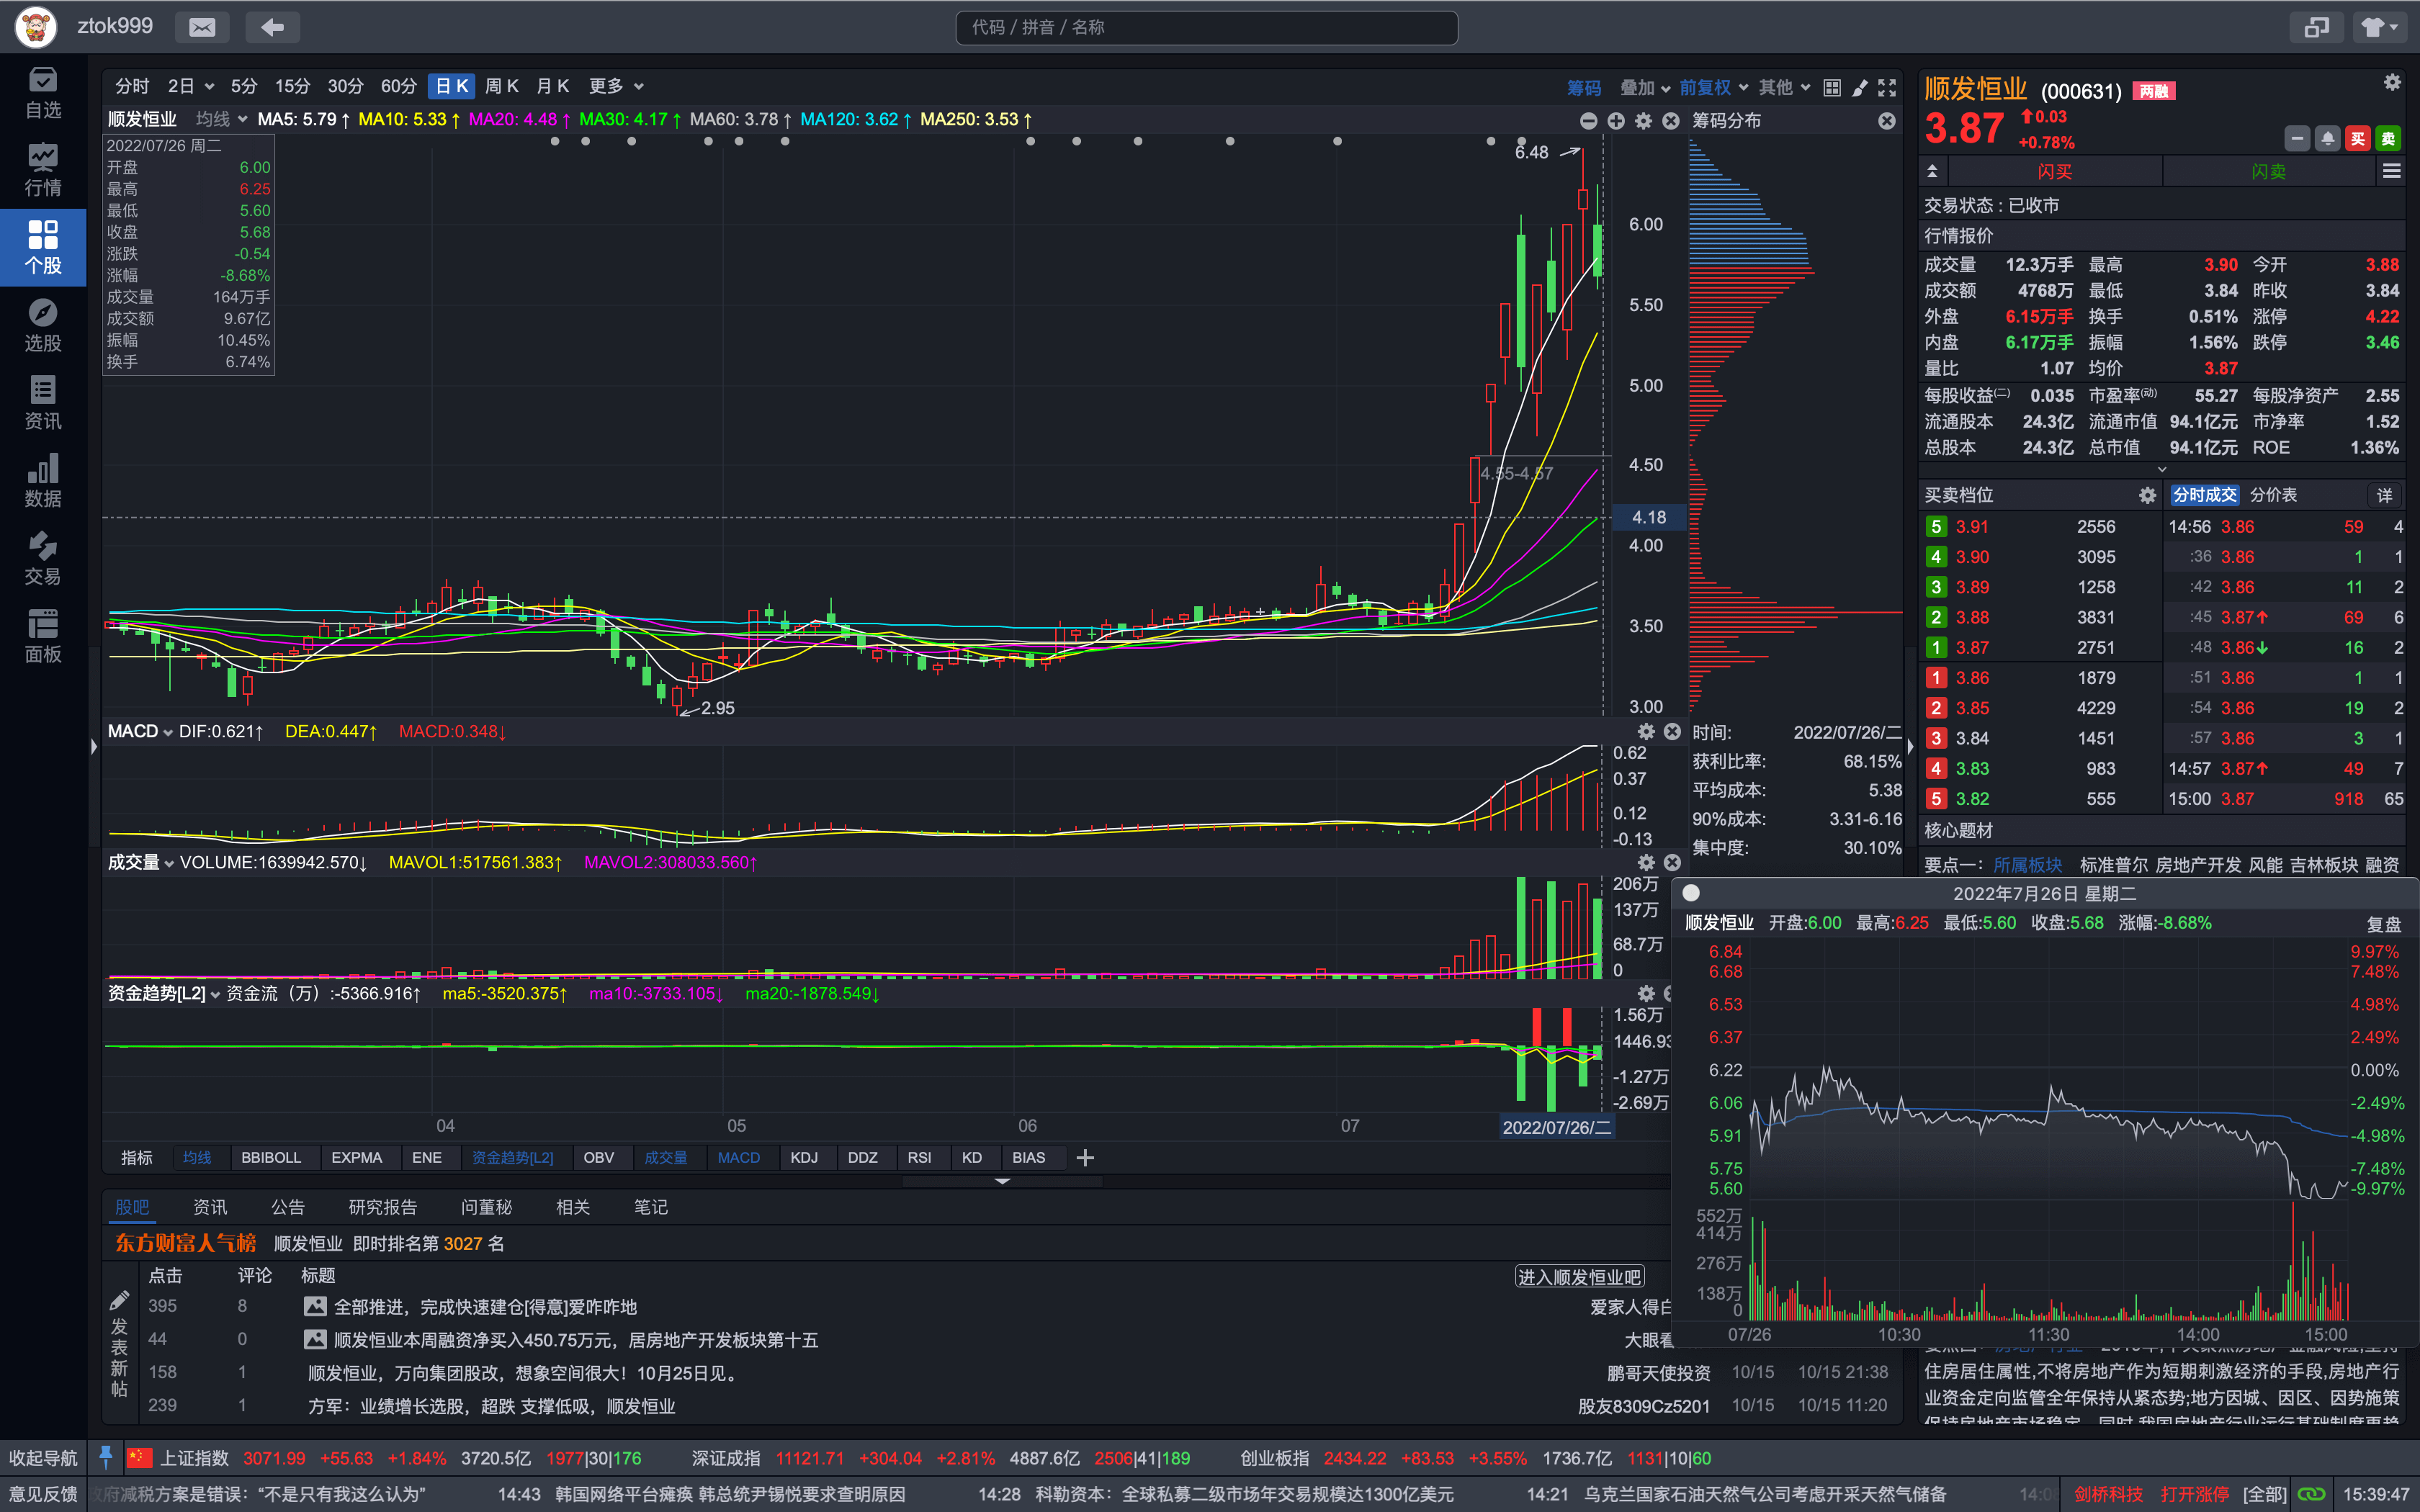 ztok999
代码 / 拼音 / 名称
自选
行情
个股
选股
资讯
数据
交易
面板
分时 2日 5分 15分 30分 60分 日K 周K 月K 更多 筹码 叠加 前复权 其他
顺发恒业 均线 MA5: 5.79↑ MA10: 5.33↑ MA20: 4.48↑ MA30: 4.17↑ MA60: 3.78↑ MA120: 3.62↑ MA250: 3.53↑ 筹码分布
2022/07/26 周二
开盘 6.00
最高 6.25
最低 5.60
收盘 5.68
涨跌 -0.54
涨幅 -8.68%
成交量 164万手
成交额 9.67亿
振幅 10.45%
换手 6.74%
6.48
6.00
5.50
5.00
4.50
4.55-4.57
4.18
4.00
3.50
3.00
2.95
MACD DIF:0.621↑ DEA:0.447↑ MACD:0.348↓
0.62
0.37
0.12
-0.13
成交量 VOLUME:1639942.570↓ MAVOL1:517561.383↑ MAVOL2:308033.560↑
206万
137万
68.7万
0
资金趋势[L2] 资金流（万）:-5366.916↑ ma5:-3520.375↑ ma10:-3733.105↓ ma20:-1878.549↓
1.56万
1446.93
-1.27万
-2.69万
04 05 06 07 2022/07/26/二
时间: 2022/07/26/二
获利比率: 68.15%
平均成本: 5.38
90%成本: 3.31-6.16
集中度: 30.10%
指标 均线 BBIBOLL EXPMA ENE 资金趋势[L2] OBV 成交量 MACD KDJ DDZ RSI KD BIAS
股吧 资讯 公告 研究报告 问董秘 相关 笔记
东方财富人气榜 顺发恒业 即时排名第 3027 名
点击 评论 标题 进入顺发恒业吧
发表新帖
395 8 全部推进，完成快速建仓[得意]爱咋咋地 爱家人得白
44 0 顺发恒业本周融资净买入450.75万元，居房地产开发板块第十五 大眼看
158 1 顺发恒业，万向集团股改，想象空间很大！10月25日见。 鹏哥天使投资 10/15 10/15 21:38
239 1 方军：业绩增长选股，超跌 支撑低吸，顺发恒业 股友8309Cz5201 10/15 10/15 11:20
顺发恒业 (000631) 两融
3.87 0.03
+0.78%
买 卖
闪买 闪卖
交易状态 : 已收市
行情报价
成交量 12.3万手 最高 3.90 今开 3.88
成交额 4768万 最低 3.84 昨收 3.84
外盘 6.15万手 换手 0.51% 涨停 4.22
内盘 6.17万手 振幅 1.56% 跌停 3.46
量比 1.07 均价 3.87
每股收益(二) 0.035 市盈率(动) 55.27 每股净资产 2.55
流通股本 24.3亿 流通市值 94.1亿元 市净率 1.52
总股本 24.3亿 总市值 94.1亿元 ROE 1.36%
买卖档位 分时成交 分价表 详
5 3.91 2556 14:56 3.86 59 4
4 3.90 3095 :36 3.86 1 1
3 3.89 1258 :42 3.86 11 2
2 3.88 3831 :45 3.87↑ 69 6
1 3.87 2751 :48 3.86↓ 16 2
1 3.86 1879 :51 3.86 1 1
2 3.85 4229 :54 3.86 19 2
3 3.84 1451 :57 3.86 3 1
4 3.83 983 14:57 3.87↑ 49 7
5 3.82 555 15:00 3.87 918 65
核心题材
要点一： 所属板块 标准普尔 房地产开发 风能 吉林板块 融资
2022年7月26日 星期二
顺发恒业 开盘:6.00 最高:6.25 最低:5.60 收盘:5.68 涨幅:-8.68% 复盘
6.84 9.97%
6.68 7.48%
6.53 4.98%
6.37 2.49%
6.22 0.00%
6.06 -2.49%
5.91 -4.98%
5.75 -7.48%
5.60 -9.97%
552万
414万
276万
138万
0
07/26 10:30 11:30 14:00 15:00
住房居住属性,不将房地产作为短期刺激经济的手段,房地产行
业资金定向监管全年保持从紧态势;地方因城、因区、因势施策
保持房地产市场稳定。同时,我国房地产行业运行基础制度更趋
收起导航 上证指数 3071.99 +55.63 +1.84% 3720.5亿 1977|30|176 深证成指 11121.71 +304.04 +2.81% 4887.6亿 2506|41|189 创业板指 2434.22 +83.53 +3.55% 1736.7亿 1131|10|60
意见反馈 政府减税方案是错误：“不是只有我这么认为” 14:43 韩国网络平台瘫痪 韩总统尹锡悦要求查明原因 14:28 科勒资本：全球私募二级市场年交易规模达1300亿美元 14:21 乌克兰国家石油天然气公司考虑开采天然气储备 剑桥科技 打开涨停 [全部] 15:39:47